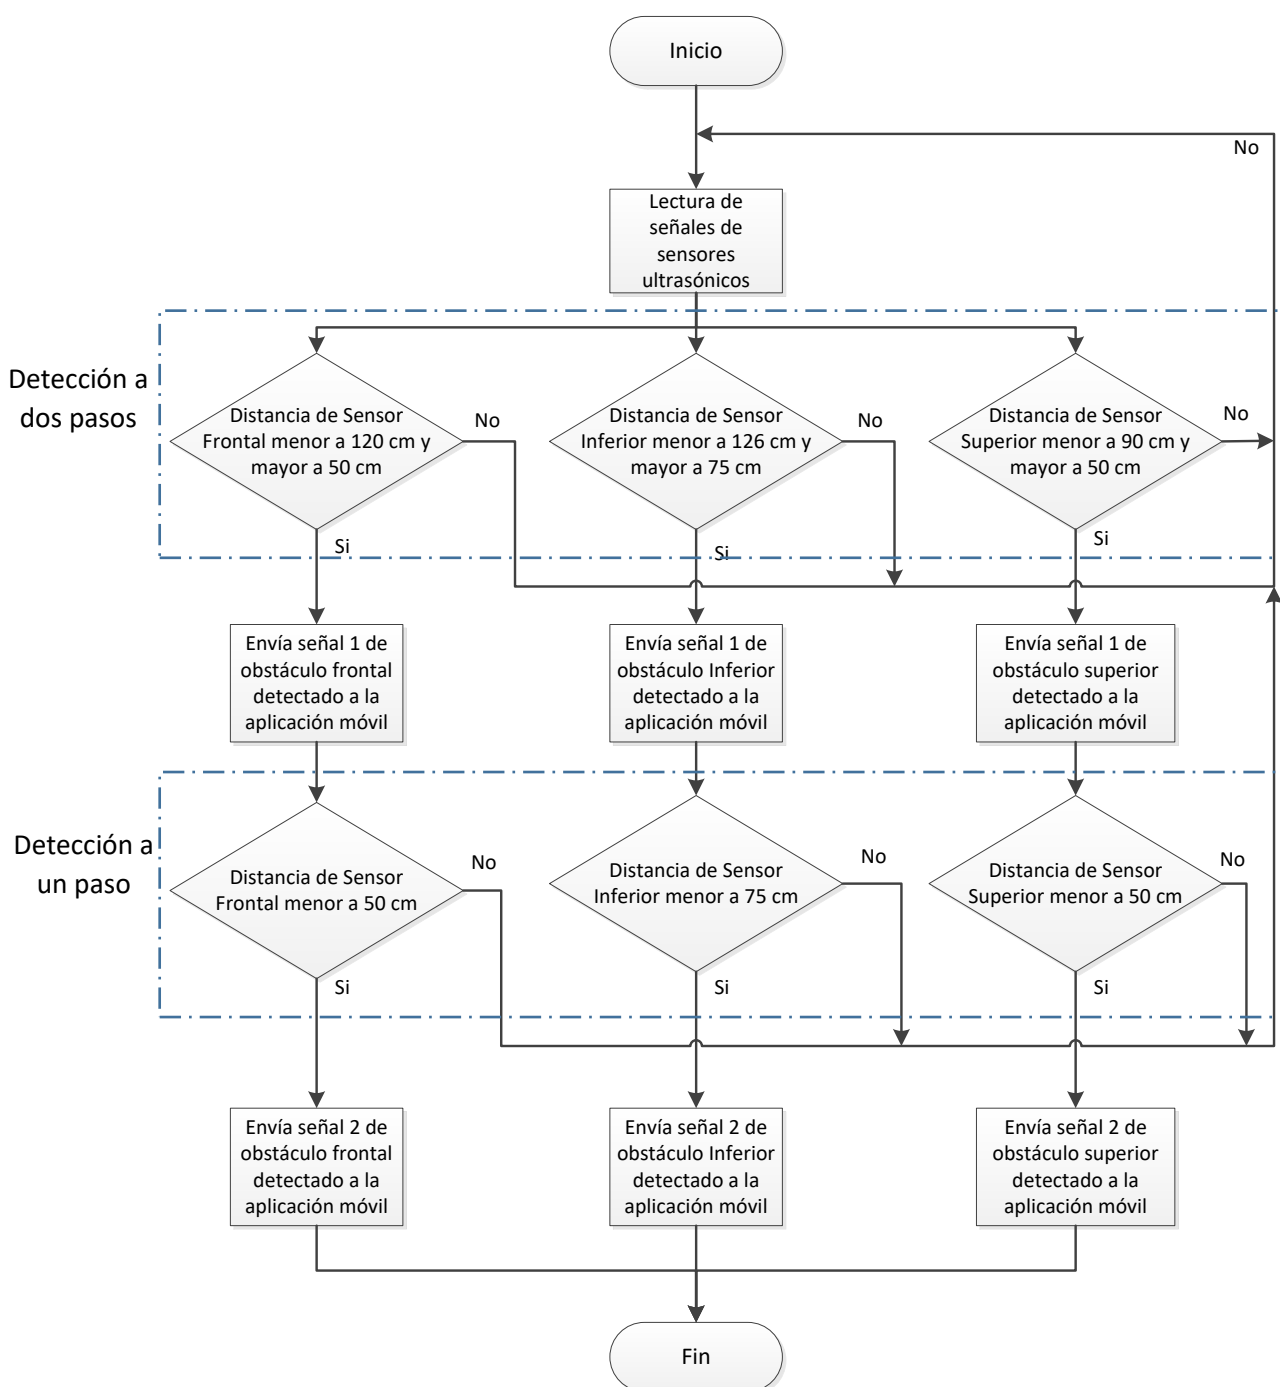 Inicio
No
Lectura de
señales de
sensores
ultrasónicos
Detección a
dos pasos
Distancia de Sensor
Frontal menor a 120 cm y
mayor a 50 cm
No
Si
Distancia de Sensor
Inferior menor a 126 cm y
mayor a 75 cm
No
Si
Distancia de Sensor
Superior menor a 90 cm y
mayor a 50 cm
No
Si
Envía señal 1 de
obstáculo frontal
detectado a la
aplicación móvil
Envía señal 1 de
obstáculo Inferior
detectado a la
aplicación móvil
Envía señal 1 de
obstáculo superior
detectado a la
aplicación móvil
Detección a
un paso
Distancia de Sensor
Frontal menor a 50 cm
No
Si
Distancia de Sensor
Inferior menor a 75 cm
No
Si
Distancia de Sensor
Superior menor a 50 cm
No
Si
Envía señal 2 de
obstáculo frontal
detectado a la
aplicación móvil
Envía señal 2 de
obstáculo Inferior
detectado a la
aplicación móvil
Envía señal 2 de
obstáculo superior
detectado a la
aplicación móvil
Fin